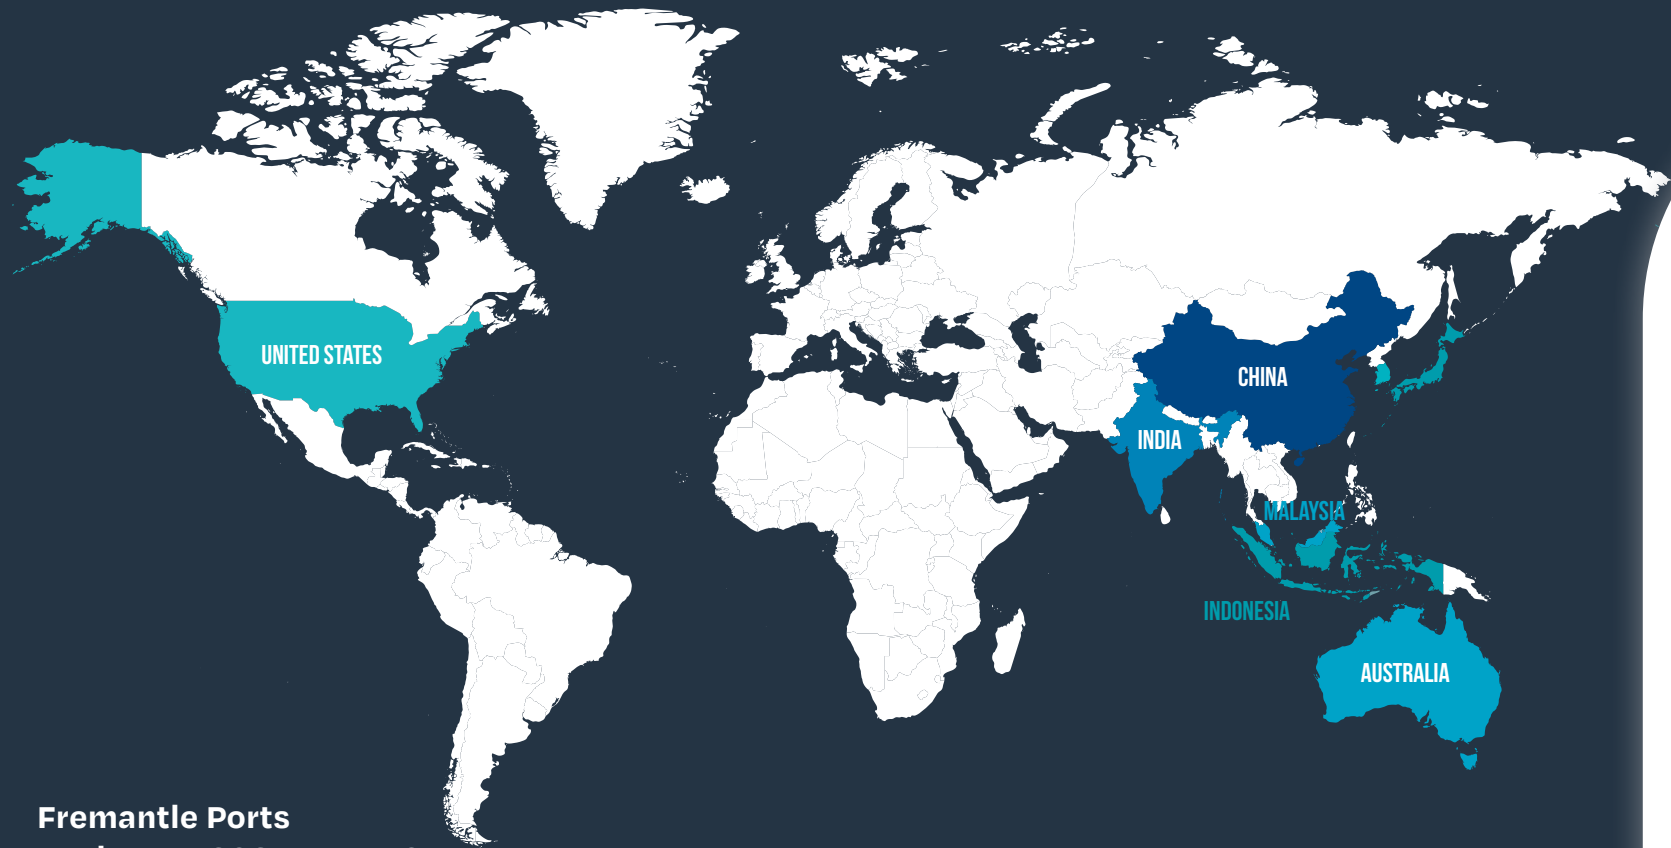 UNITED STATES
CHINA
INDIA
MALAYSIA
INDONESIA
AUSTRALIA
Fremantle Ports